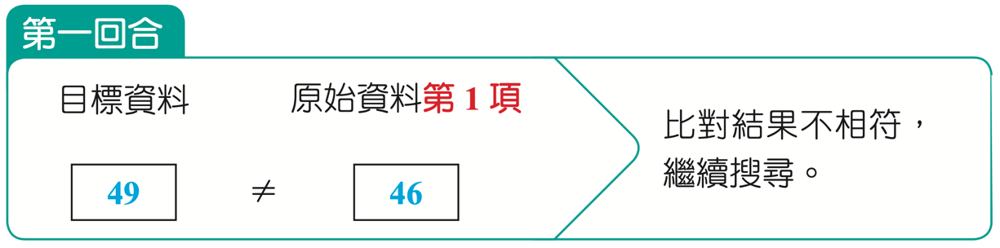 第一回合
目標資料 原始資料第 1 項
49 ≠ 46
比對結果不相符，
繼續搜尋。